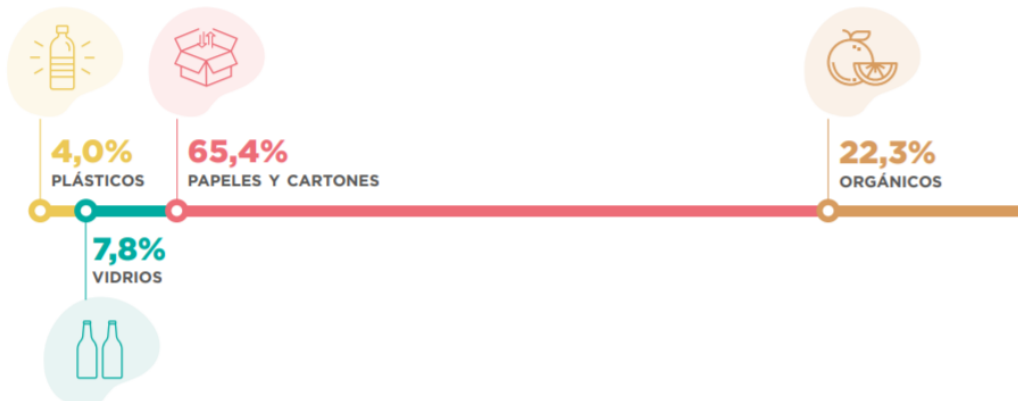 4,0%
PLÁSTICOS
65,4%
PAPELES Y CARTONES
22,3%
ORGÁNICOS
7,8%
VIDRIOS